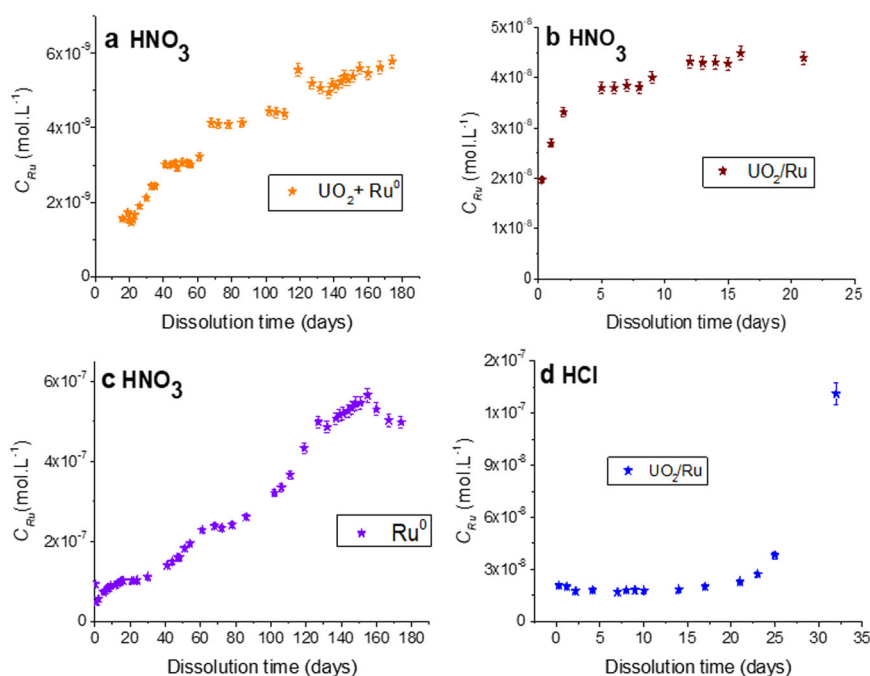 a HNO3
6x10-9
4x10-9
2x10-9
0
CRu (mol.L-1)
UO2+ Ru0
0 20 40 60 80 100 120 140 160 180
Dissolution time (days)
b HNO3
5x10-8
4x10-8
3x10-8
2x10-8
1x10-8
0
CRu (mol.L-1)
UO2/Ru
0 5 10 15 20 25
Dissolution time (days)
c HNO3
6x10-7
4x10-7
2x10-7
0
CRu (mol.L-1)
Ru0
0 20 40 60 80 100 120 140 160 180
Dissolution time (days)
d HCl
2x10-7
1x10-7
9x10-8
6x10-8
3x10-8
0
CRu (mol.L-1)
UO2/Ru
0 5 10 15 20 25 30 35
Dissolution time (days)